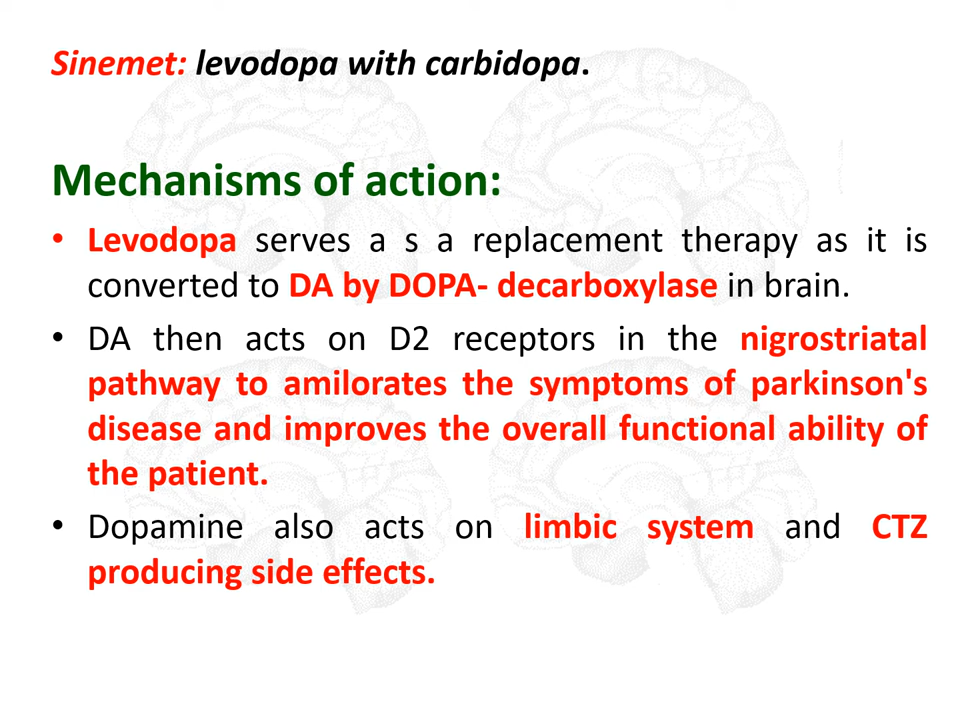 Sinemet: levodopa with carbidopa.
Mechanisms of action:
• Levodopa serves a s a replacement therapy as it is
converted to DA by DOPA- decarboxylase in brain.
• DA then acts on D2 receptors in the nigrostriatal
pathway to amilorates the symptoms of parkinson's
disease and improves the overall functional ability of
the patient.
• Dopamine also acts on limbic system and CTZ
producing side effects.